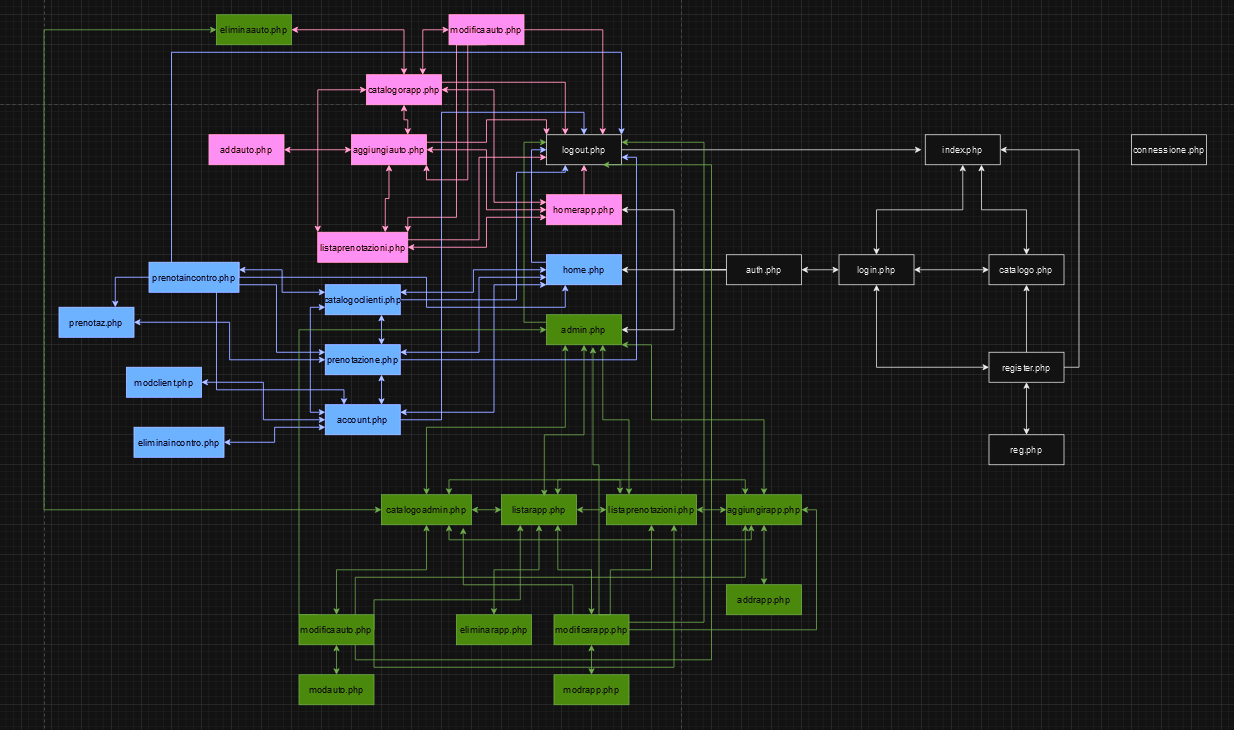 eliminaauto.php
modificaauto.php
catalogorapp.php
addauto.php
aggiungiauto.php
logout.php
index.php
connessione.php
homerapp.php
listaprenotazioni.php
prenotaincontro.php
home.php
auth.php
login.php
catalogo.php
catalogoclienti.php
prenotaz.php
admin.php
prenotazione.php
register.php
modclient.php
account.php
eliminaincontro.php
reg.php
catalogoadmin.php
listarapp.php
listaprenotazioni.php
aggiungirapp.php
addrapp.php
modificaauto.php
eliminarapp.php
modificarapp.php
modauto.php
modrapp.php